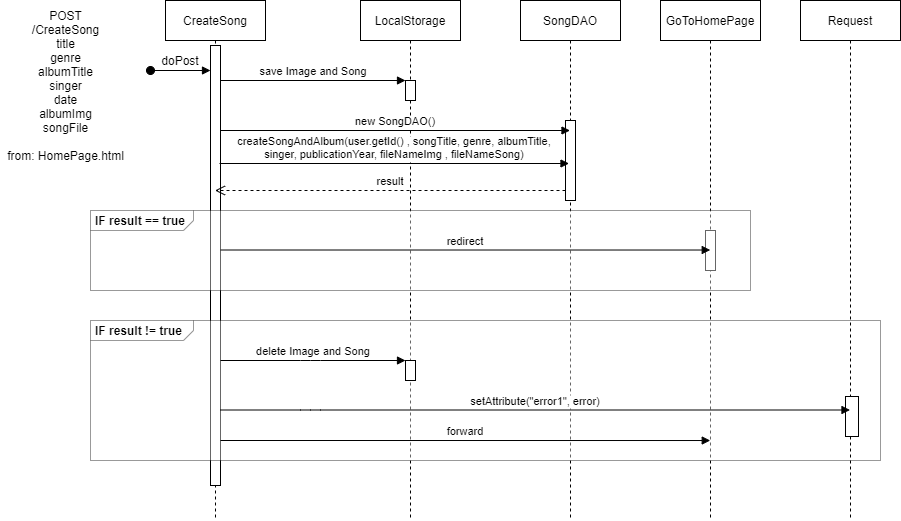 POST
/CreateSong
title
genre
albumTitle
singer
date
albumImg
songFile
from: HomePage.html
CreateSong
LocalStorage
SongDAO
GoToHomePage
Request
doPost
save Image and Song
new SongDAO()
createSongAndAlbum(user.getId() , songTitle, genre, albumTitle,
singer, publicationYear, fileNameImg , fileNameSong)
result
IF result == true
redirect
IF result != true
delete Image and Song
setAttribute("error1", error)
forward